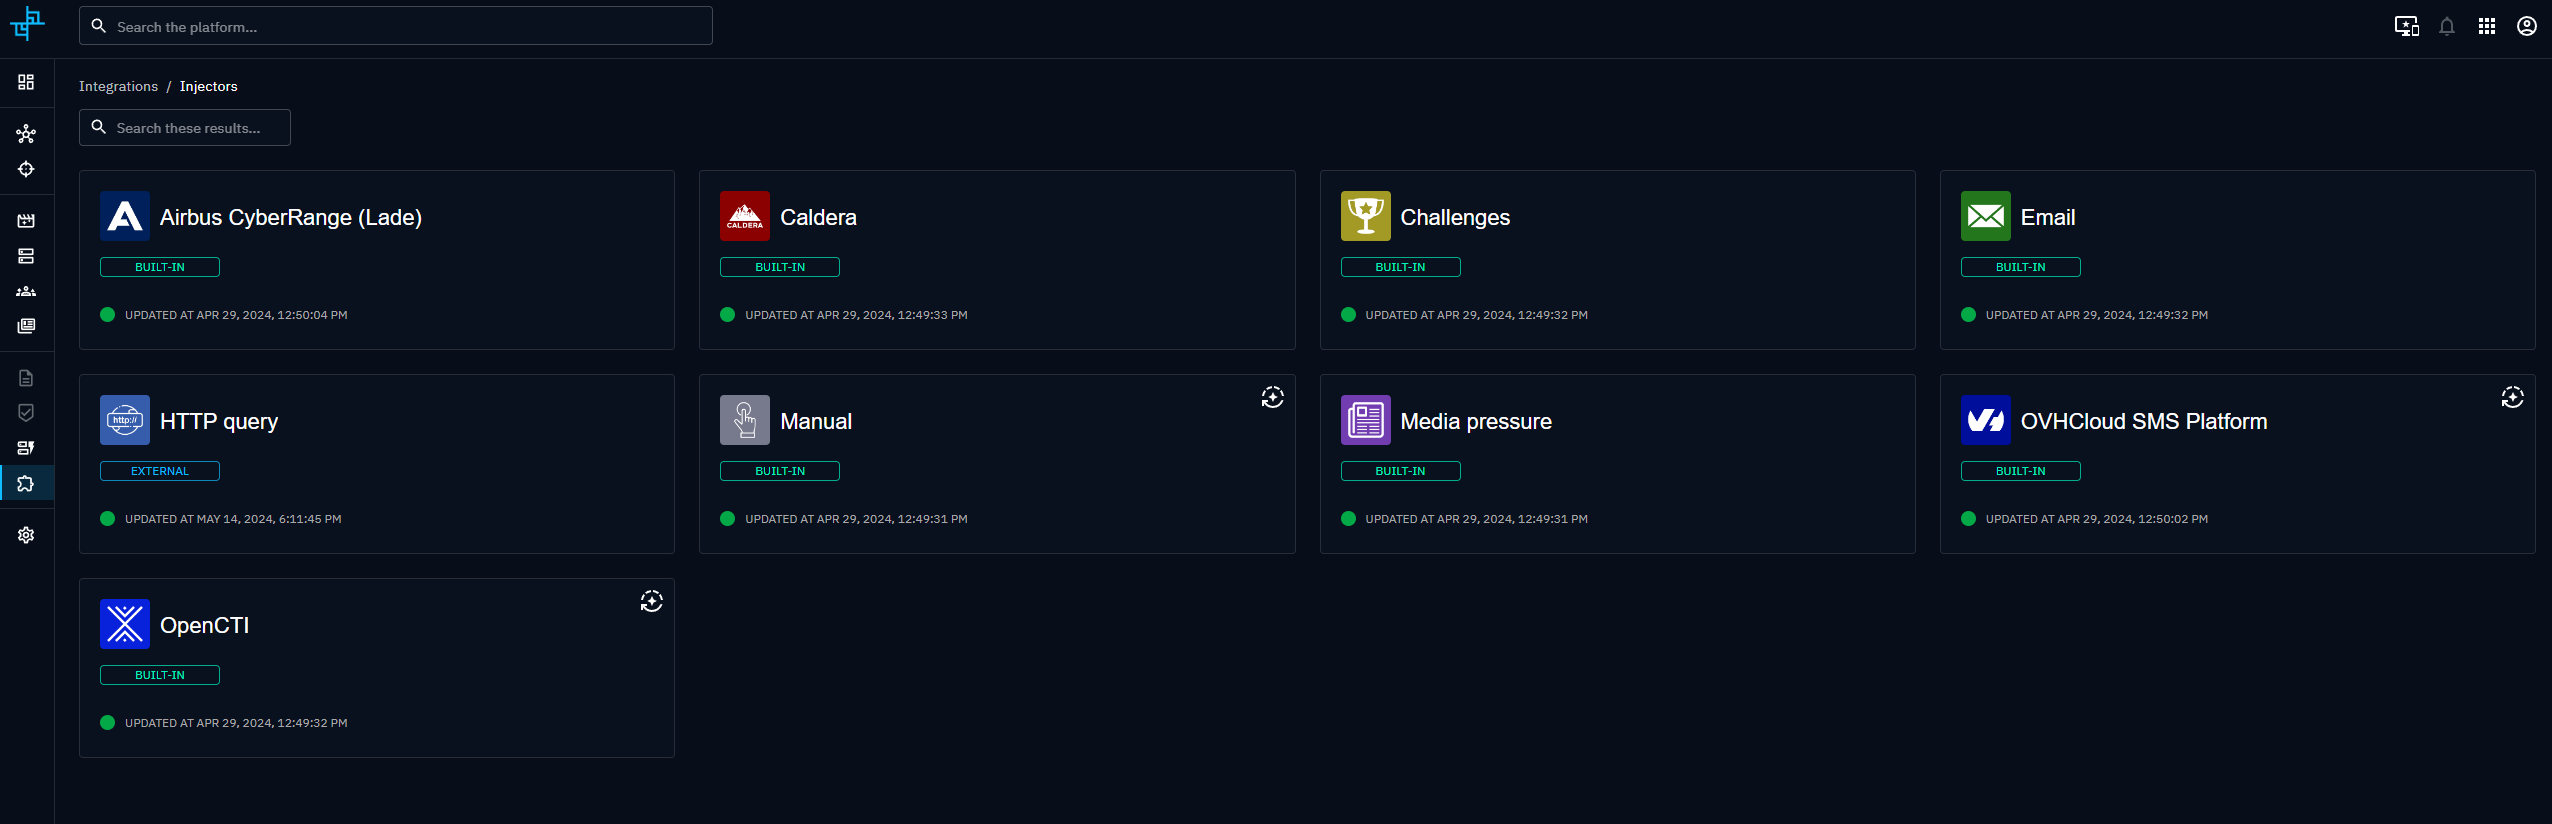 Search the platform...
Integrations / Injectors
Search these results...
Airbus CyberRange (Lade)
BUILT-IN
UPDATED AT APR 29, 2024, 12:50:04 PM
CALDERA
Caldera
BUILT-IN
UPDATED AT APR 29, 2024, 12:49:33 PM
Challenges
BUILT-IN
UPDATED AT APR 29, 2024, 12:49:32 PM
Email
BUILT-IN
UPDATED AT APR 29, 2024, 12:49:32 PM
http://
HTTP query
EXTERNAL
UPDATED AT MAY 14, 2024, 6:11:45 PM
Manual
BUILT-IN
UPDATED AT APR 29, 2024, 12:49:31 PM
Media pressure
BUILT-IN
UPDATED AT APR 29, 2024, 12:49:31 PM
OVHCloud SMS Platform
BUILT-IN
UPDATED AT APR 29, 2024, 12:50:02 PM
OpenCTI
BUILT-IN
UPDATED AT APR 29, 2024, 12:49:32 PM